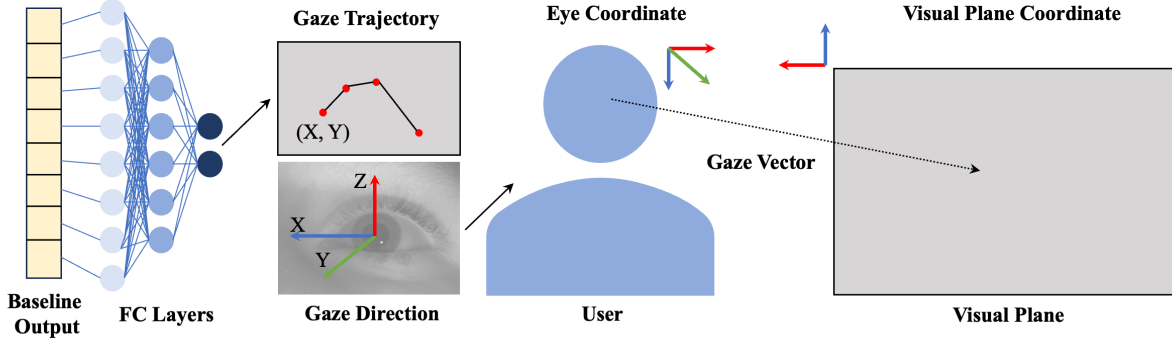 Gaze Trajectory
Eye Coordinate
Visual Plane Coordinate
(X, Y)
Gaze Vector
Z
X
Y
Baseline
Output
FC Layers
Gaze Direction
User
Visual Plane